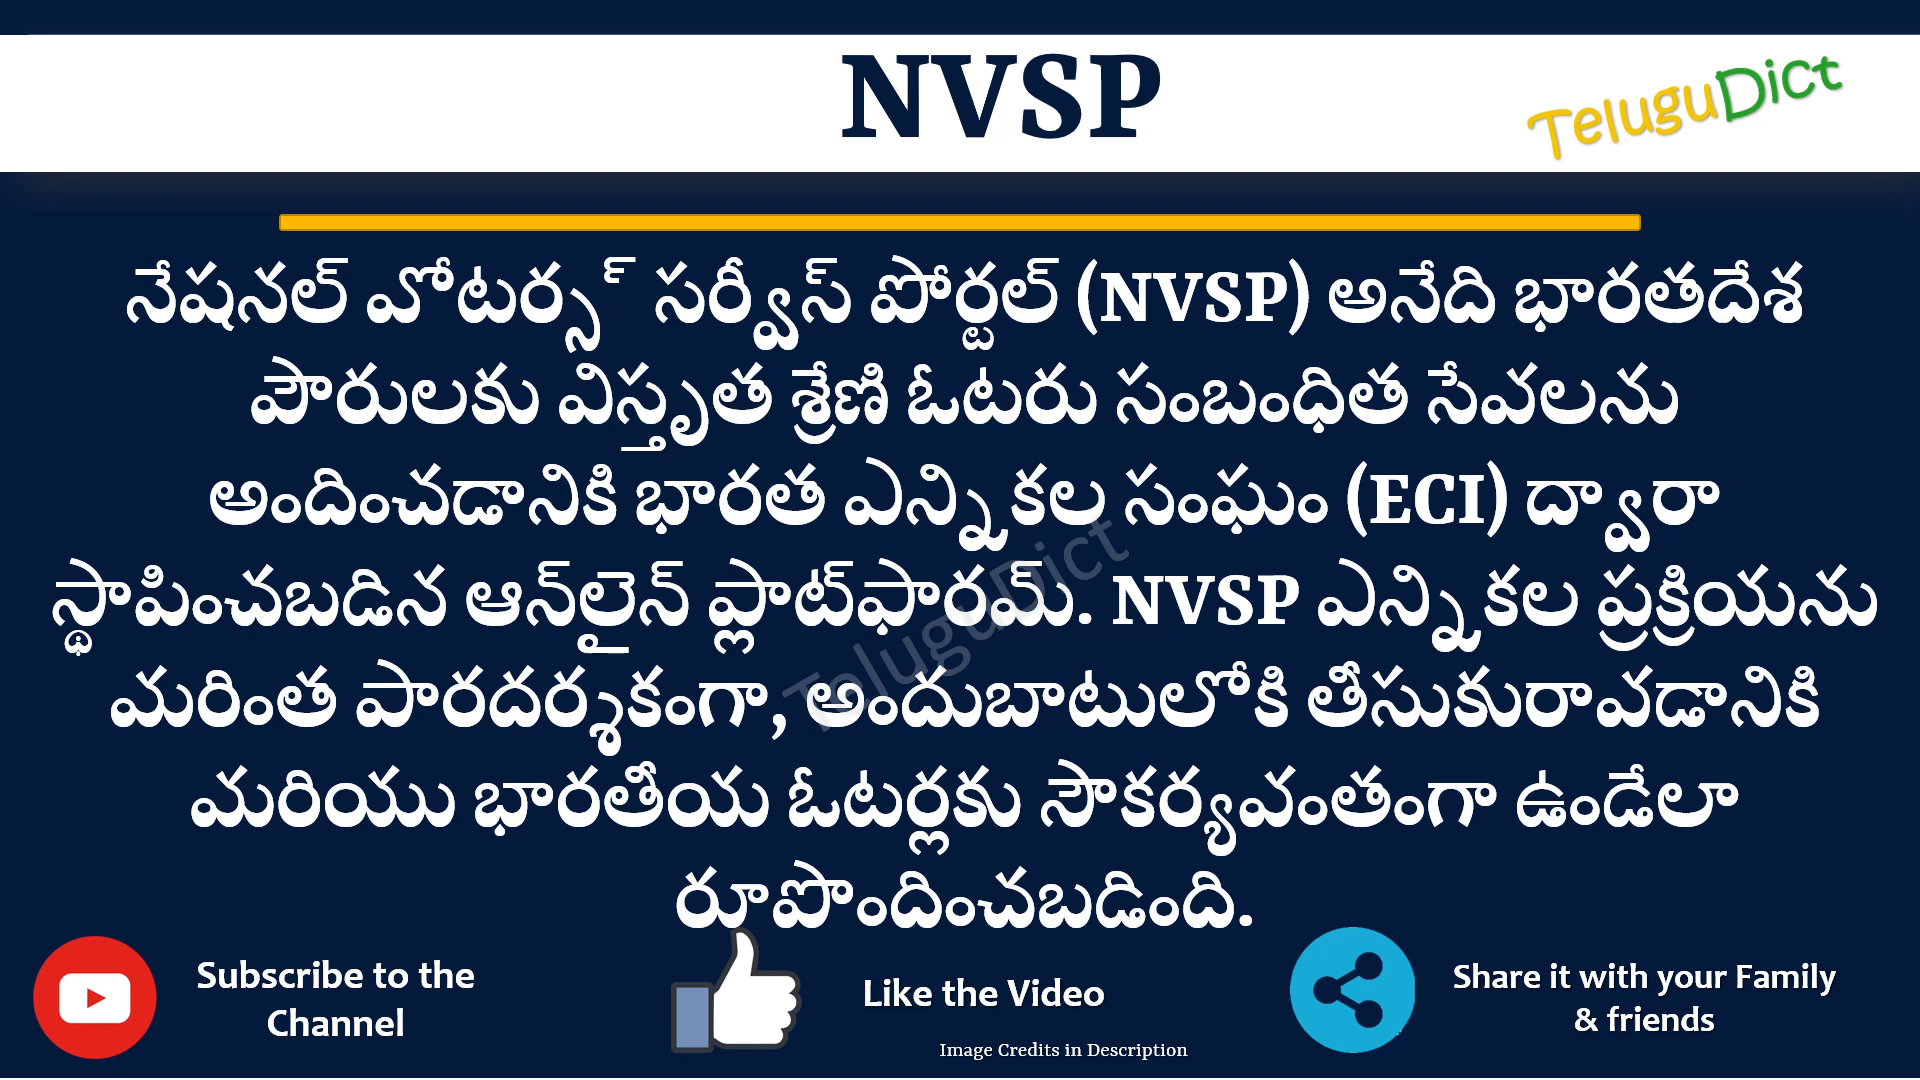 NVSP
TeluguDict
నేషనల్ వోటర్స్ సర్వీస్ పోర్టల్ (NVSP) అనేది భారతదేశ
పౌరులకు విస్తృత శ్రేణి ఓటరు సంబంధిత సేవలను
అందించడానికి భారత ఎన్నికల సంఘం (ECI) ద్వారా
స్థాపించబడిన ఆన్‌లైన్ ప్లాట్‌ఫారమ్. NVSP ఎన్నికల ప్రక్రియను
మరింత పారదర్శకంగా, అందుబాటులోకి తీసుకురావడానికి
మరియు భారతీయ ఓటర్లకు సౌకర్యవంతంగా ఉండేలా
రూపొందించబడింది.
TeluguDict
Subscribe to the
Channel
Like the Video
Share it with your Family
& friends
Image Credits in Description